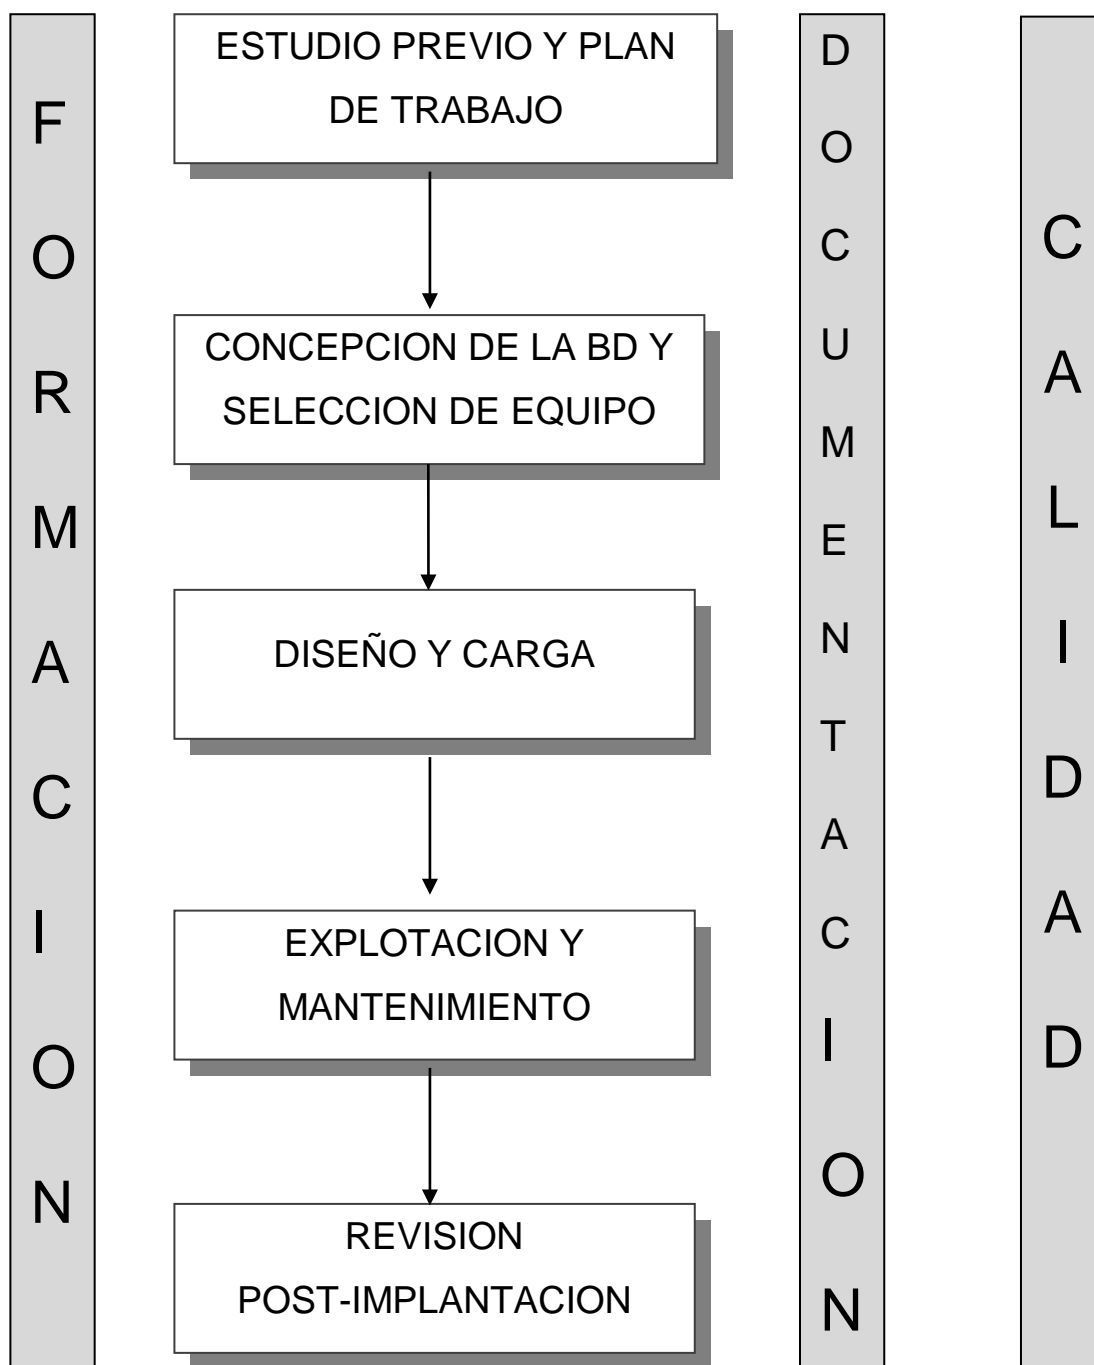 FORMACION
ESTUDIO PREVIO Y PLAN
DE TRABAJO
CONCEPCION DE LA BD Y
SELECCION DE EQUIPO
DISEÑO Y CARGA
EXPLOTACION Y
MANTENIMIENTO
REVISION
POST-IMPLANTACION
DOCUMENTACION
CALIDAD